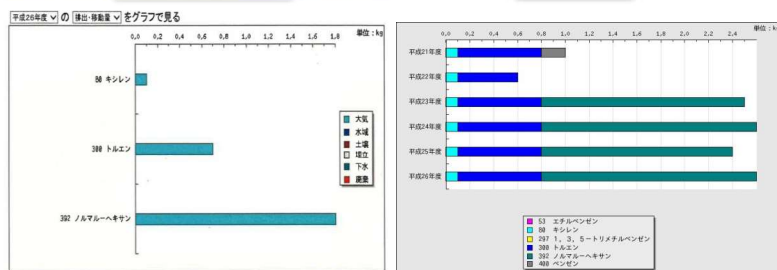 平成26年度 の 排出・移動量 をグラフで見る
単位:kg
0,0 0,2 0,4 0,6 0,8 1,0 1,2 1,4 1,6 1,8
80 キシレン
300 トルエン
392 ノルマルーヘキサン
大気
水域
土壌
埋立
下水
廃棄
単位:kg
0,0 0,2 0,4 0,6 0,8 1,0 1,2 1,4 1,6 1,8 2,0 2,2 2,4
平成21年度
平成22年度
平成23年度
平成24年度
平成25年度
平成26年度
53 エチルベンゼン
80 キシレン
297 1, 3, 5-トリメチルベンゼン
300 トルエン
392 ノルマルーヘキサン
400 ベンゼン